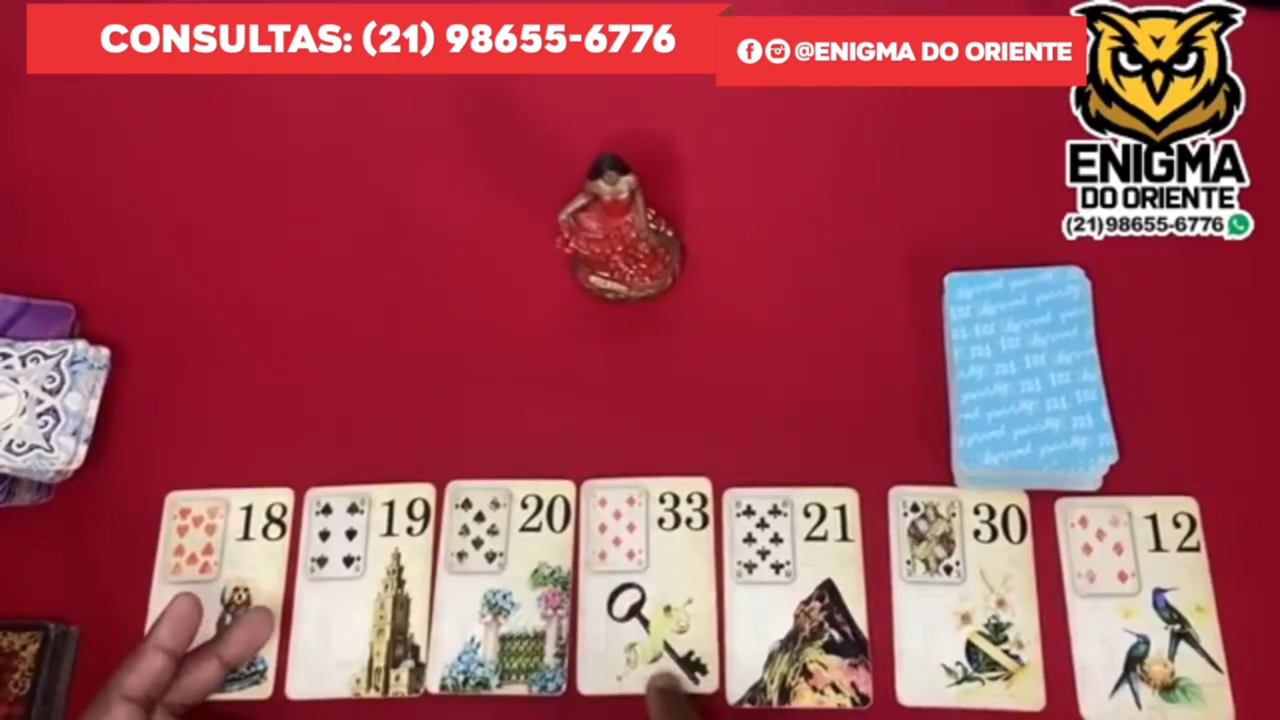 CONSULTAS: (21) 98655-6776
@ENIGMA DO ORIENTE
ENIGMA
DO ORIENTE
(21)98655-6776
18
19
20
33
21
30
12